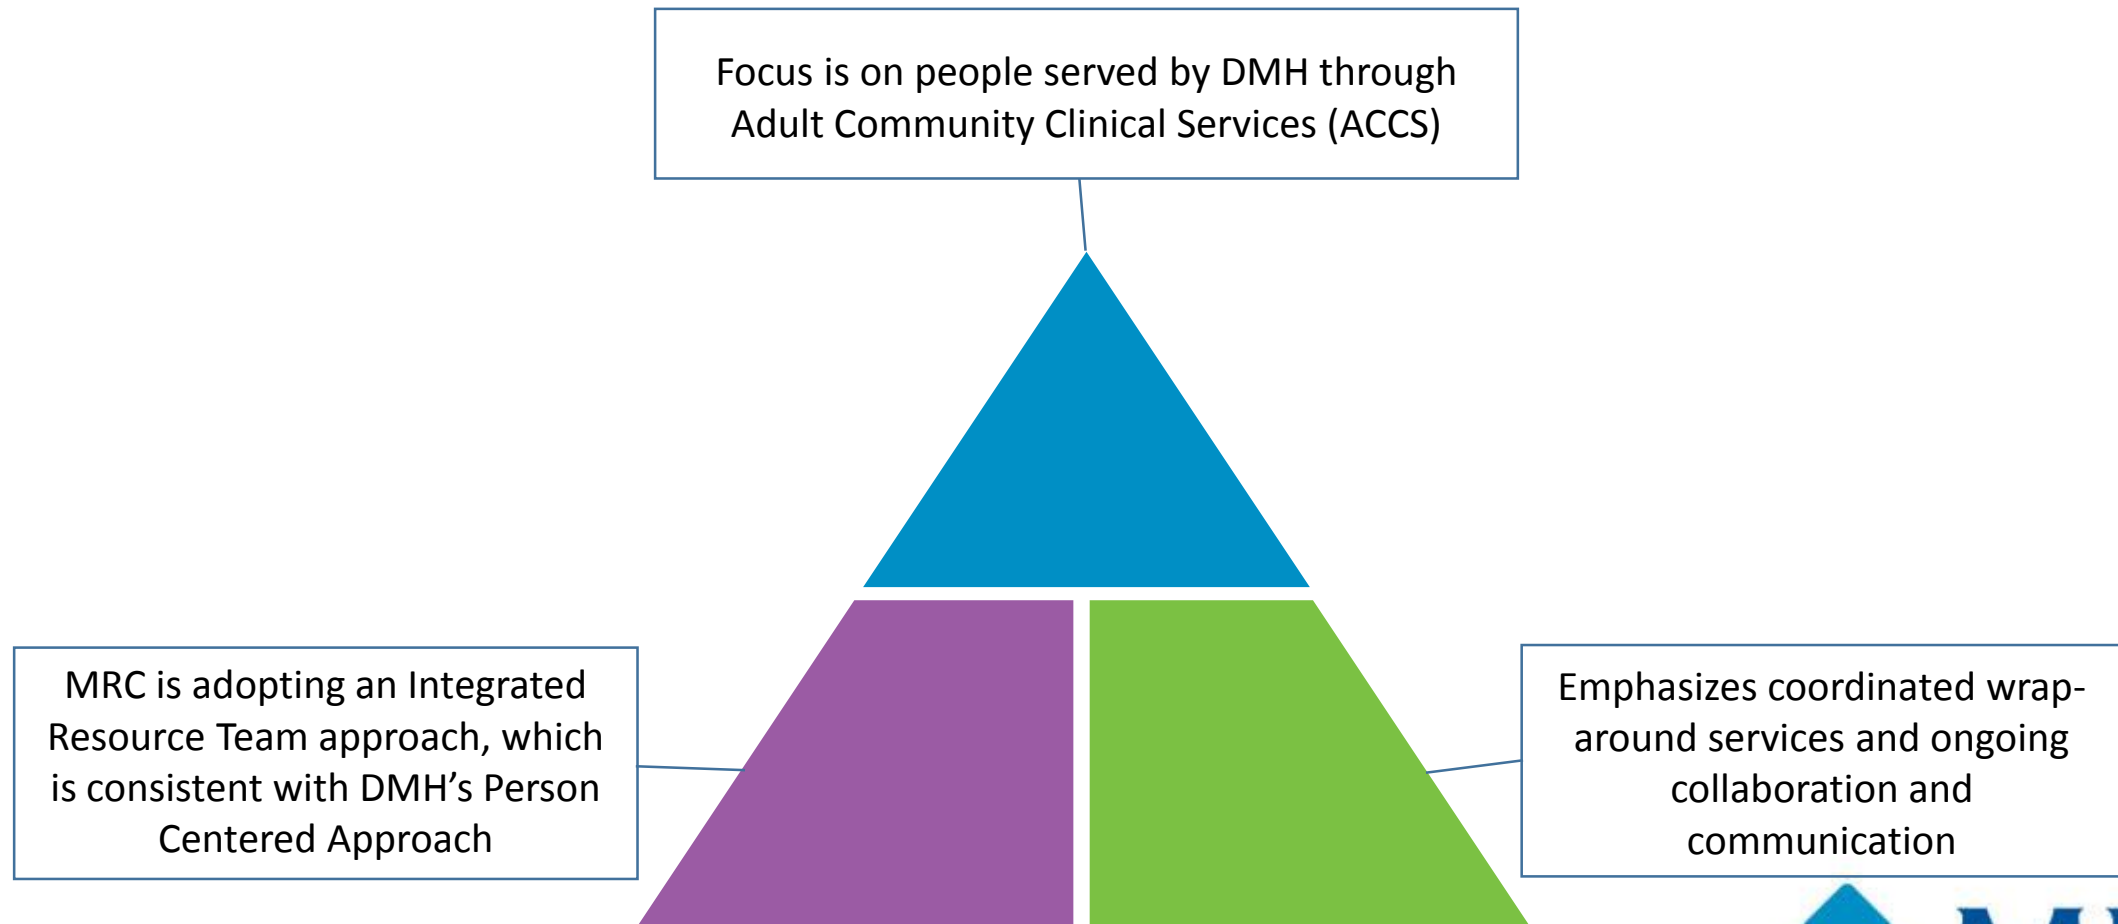 Focus is on people served by DMH through
Adult Community Clinical Services (ACCS)
MRC is adopting an Integrated
Resource Team approach, which
is consistent with DMH’s Person
Centered Approach
Emphasizes coordinated wrap-
around services and ongoing
collaboration and
communication